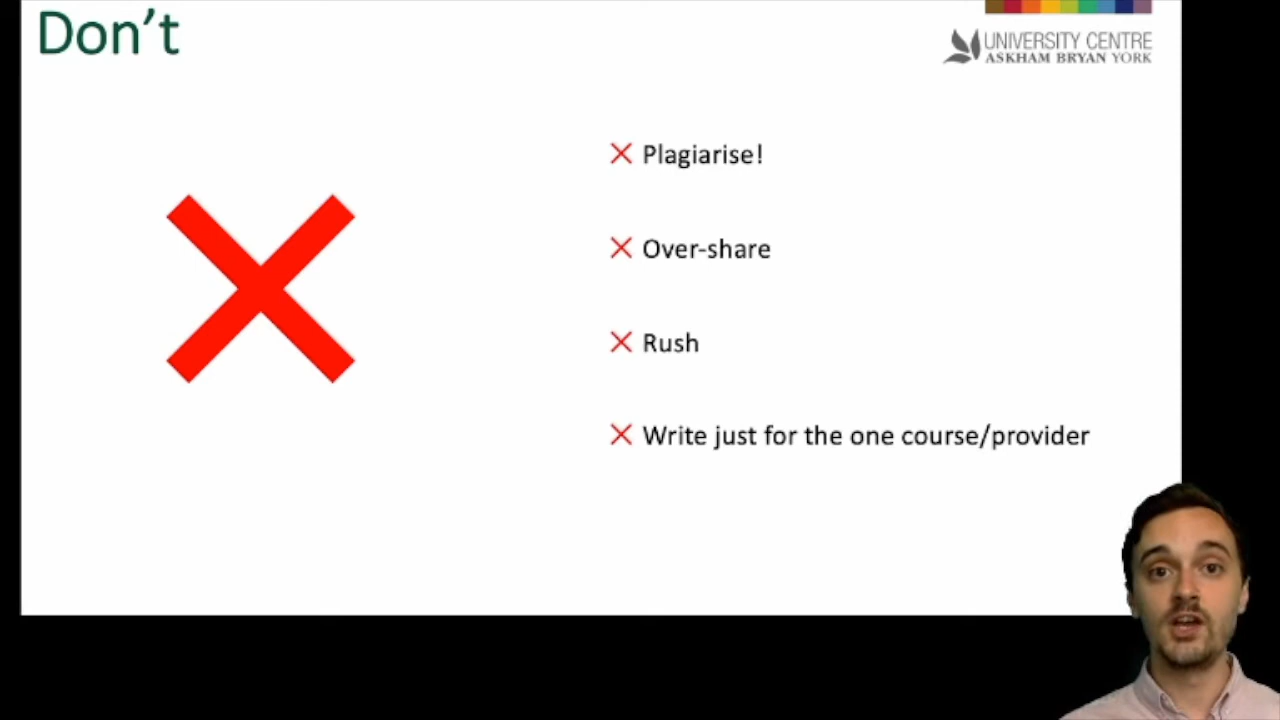 Don't
UNIVERSITY CENTRE
ASKHAM BRYAN YORK
Plagiarise!
Over-share
Rush
Write just for the one course/provider